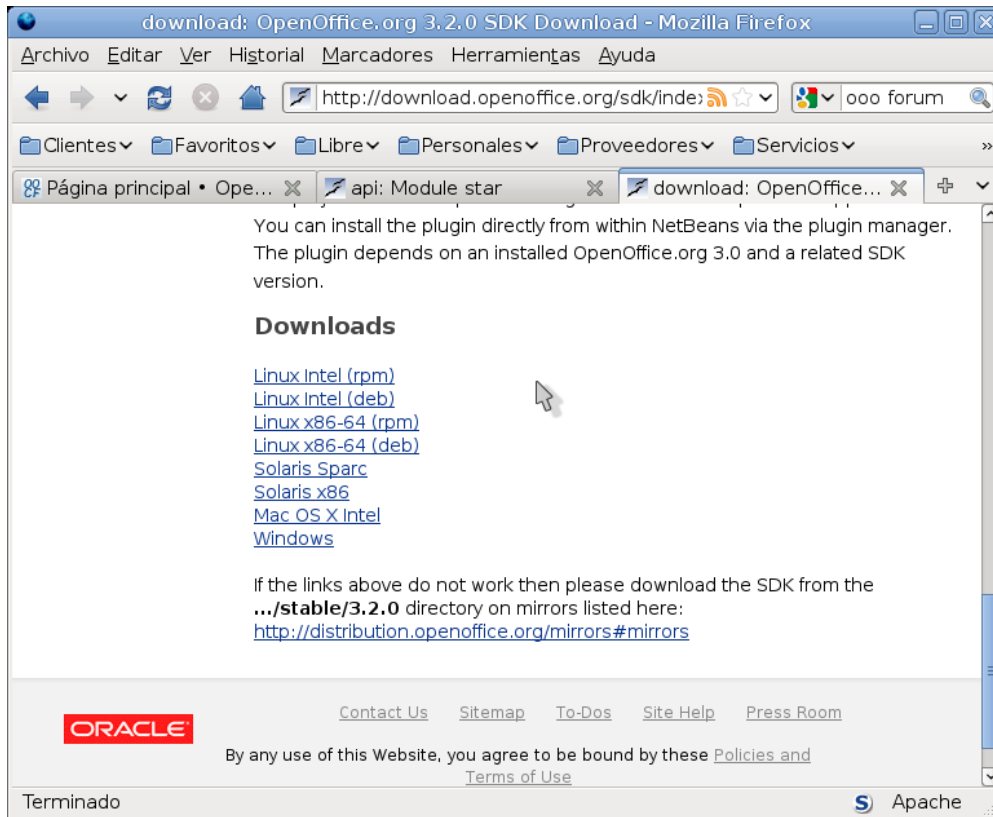 download: OpenOffice.org 3.2.0 SDK Download - Mozilla Firefox
Archivo Editar Ver Historial Marcadores Herramientas Ayuda
http://download.openoffice.org/sdk/index ooo forum
Clientes Favoritos Libre Personales Proveedores Servicios »
Página principal • Ope... api: Module star download: OpenOffice...
You can install the plugin directly from within NetBeans via the plugin manager.
The plugin depends on an installed OpenOffice.org 3.0 and a related SDK
version.
Downloads
Linux Intel (rpm)
Linux Intel (deb)
Linux x86-64 (rpm)
Linux x86-64 (deb)
Solaris Sparc
Solaris x86
Mac OS X Intel
Windows
If the links above do not work then please download the SDK from the
.../stable/3.2.0 directory on mirrors listed here:
http://distribution.openoffice.org/mirrors#mirrors
ORACLE
Contact Us Sitemap To-Dos Site Help Press Room
By any use of this Website, you agree to be bound by these Policies and
Terms of Use
Terminado S Apache